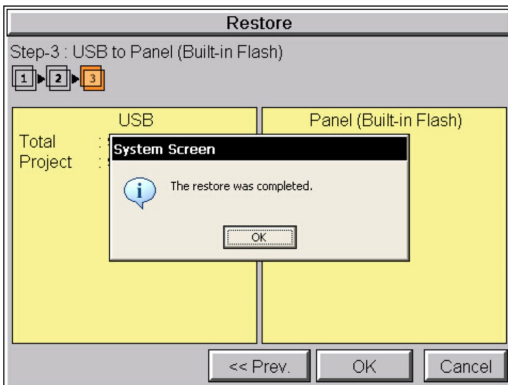 Restore
Step-3 : USB to Panel (Built-in Flash)
1 2 3
USB
Panel (Built-in Flash)
Total :
Project :
System Screen
The restore was completed.
OK
<< Prev. OK Cancel